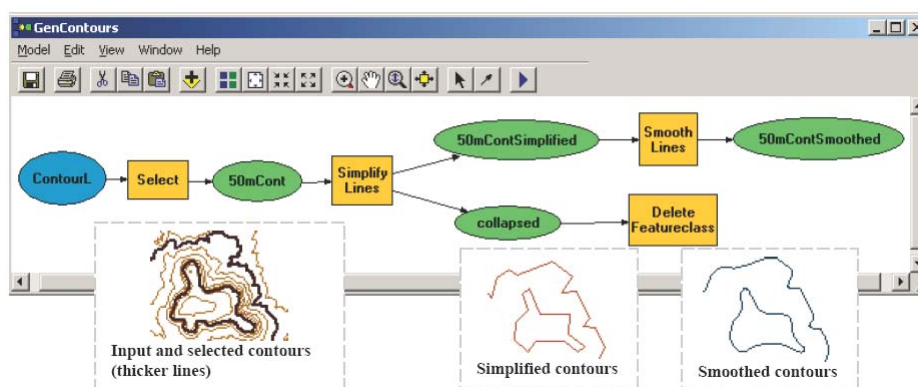 GenContours
Model Edit View Window Help
50mContSimplified
Smooth
Lines
50mContSmoothed
ContourL
Select
50mCont
Simplify
Lines
collapsed
Delete
Featureclass
Input and selected contours
(thicker lines)
Simplified contours
Smoothed contours